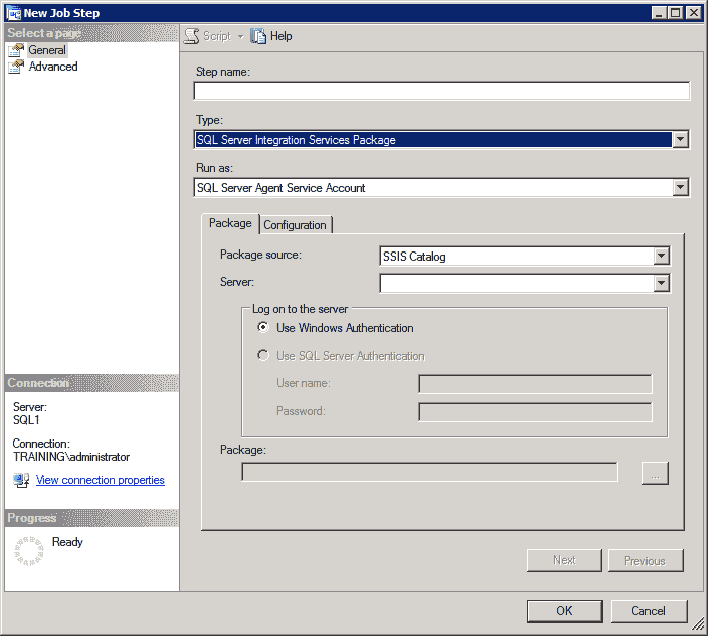 New Job Step
Select a page
General
Advanced
Script
Help
Step name:
Type:
SQL Server Integration Services Package
Run as:
SQL Server Agent Service Account
Package
Configuration
Package source:
SSIS Catalog
Server:
Log on to the server
Use Windows Authentication
Use SQL Server Authentication
User name:
Password:
Package:
...
Connection
Server:
SQL1
Connection:
TRAINING\administrator
View connection properties
Progress
Ready
Next
Previous
OK
Cancel